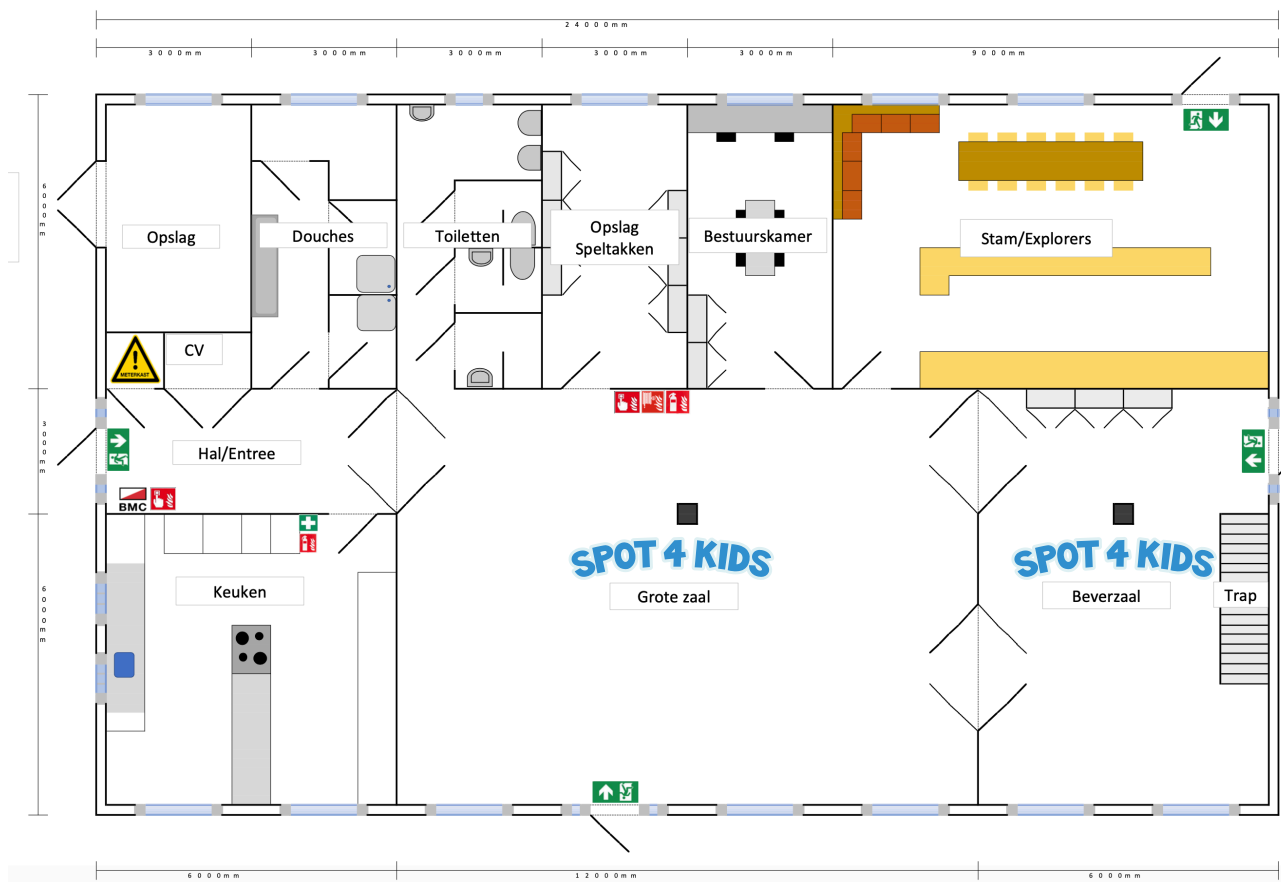 24000mm
3000mm
3000mm
3000mm
3000mm
3000mm
9000mm
6000mm
Opslag
Douches
Toiletten
Opslag
Speltakken
Bestuurskamer
Stam/Explorers
METERKAST
CV
3000mm
Hal/Entree
BMC
SPOT 4 KIDS
SPOT 4 KIDS
6000mm
Keuken
Grote zaal
Beverzaal
Trap
6000mm
12000mm
6000mm